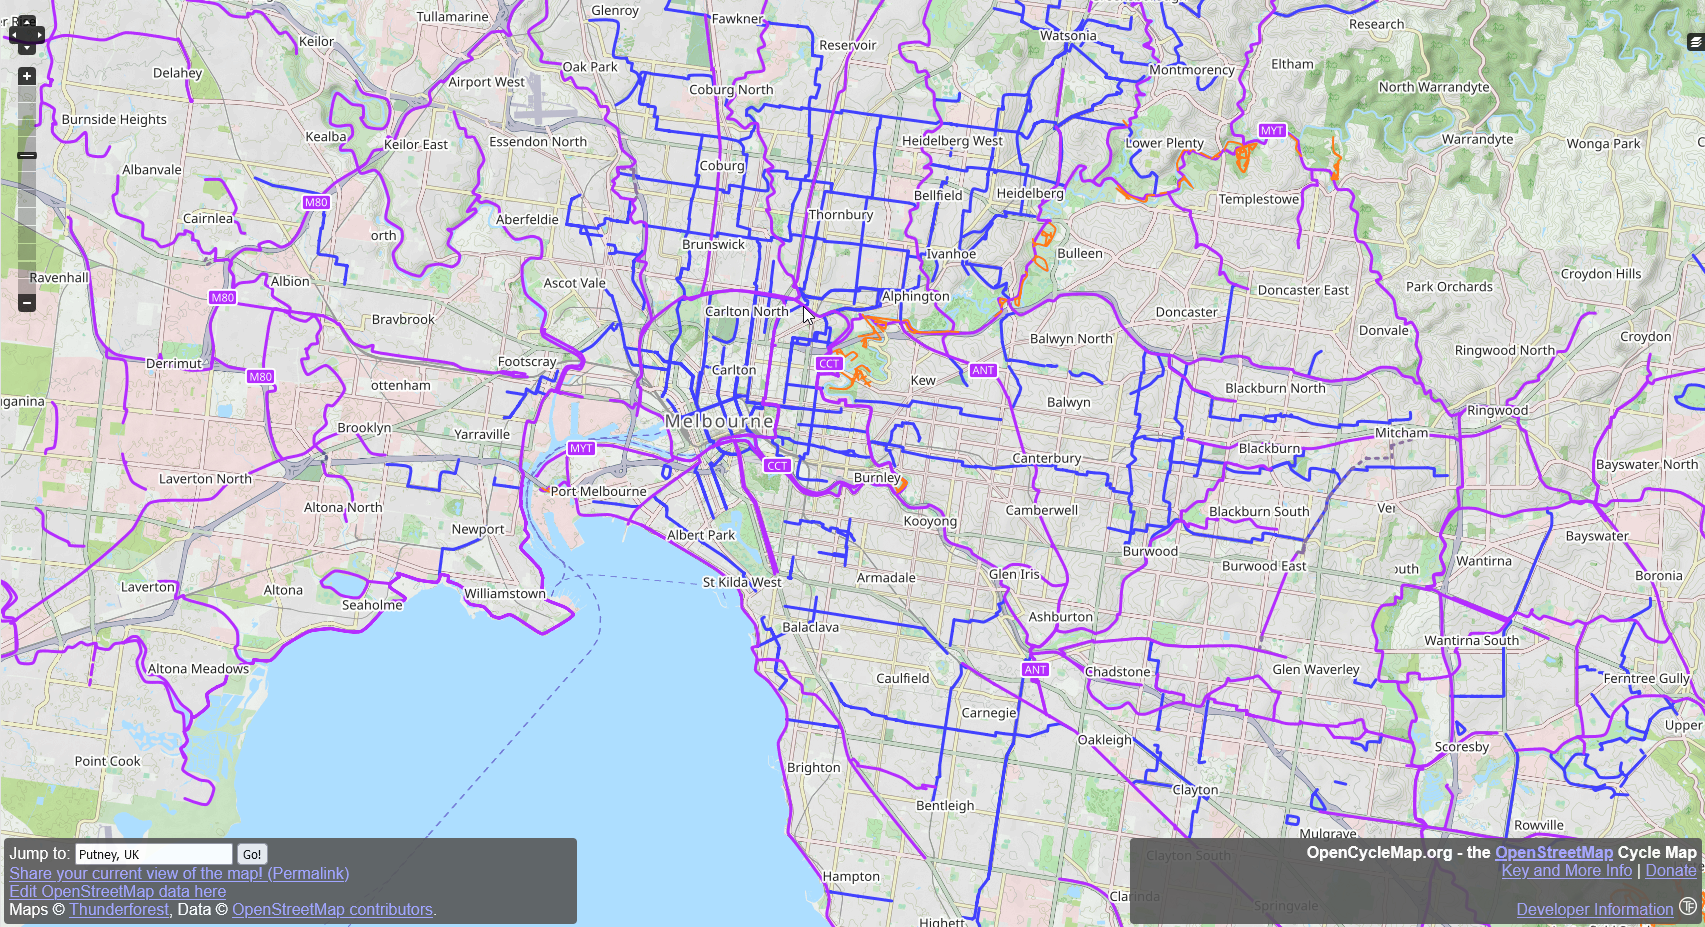 Tullamarine
Glenroy
Fawkner
Research
Keilor
Watsonia
Reservoir
Oak Park
Eltham
Delahey
Montmorency
Airport West
Coburg North
North Warrandyte
Burnside Heights
MYT
Kealba
Keilor East
Essendon North
Heidelberg West
Lower Plenty
Warrandyte
Wonga Park
Albanvale
Coburg
Bellfield
Heidelberg
Templestowe
M80
Cairnlea
Aberfeldie
Thornbury
orth
Brunswick
Ivanhoe
Bulleen
Ravenhall
Albion
Ascot Vale
Croydon Hills
M80
Alphington
Doncaster East
Park Orchards
Bravbrook
Carlton North
Doncaster
Donvale
Balwyn North
Croydon
Derrimut
Footscray
CCT
Ringwood North
M80
Carlton
ANT
ottenham
Kew
Blackburn North
uganina
Balwyn
Ringwood
Melbourne
Brooklyn
Yarraville
Mitcham
MYT
Blackburn
CCT
Canterbury
Bayswater North
Laverton North
Burnley
Port Melbourne
Altona North
Camberwell
Blackburn South
Ver
Kooyong
Newport
Albert Park
Bayswater
Burwood
Wantirna
Burwood East
outh
Glen Iris
Armadale
Boronia
St Kilda West
Laverton
Altona
Williamstown
Seaholme
Ashburton
Balaclava
Wantirna South
Altona Meadows
ANT
Chadstone
Glen Waverley
Caulfield
Ferntree Gully
Carnegie
Upper
Oakleigh
Scoresby
Point Cook
Brighton
Clayton
Bentleigh
Rowville
Mulgrave
Clayton South
Hampton
Clarinda
Springvale
Highett
Jump to: Putney, UK Go!
Share your current view of the map! (Permalink)
Edit OpenStreetMap data here
Maps © Thunderforest, Data © OpenStreetMap contributors.
OpenCycleMap.org - the OpenStreetMap Cycle Map
Key and More Info | Donate
Developer Information